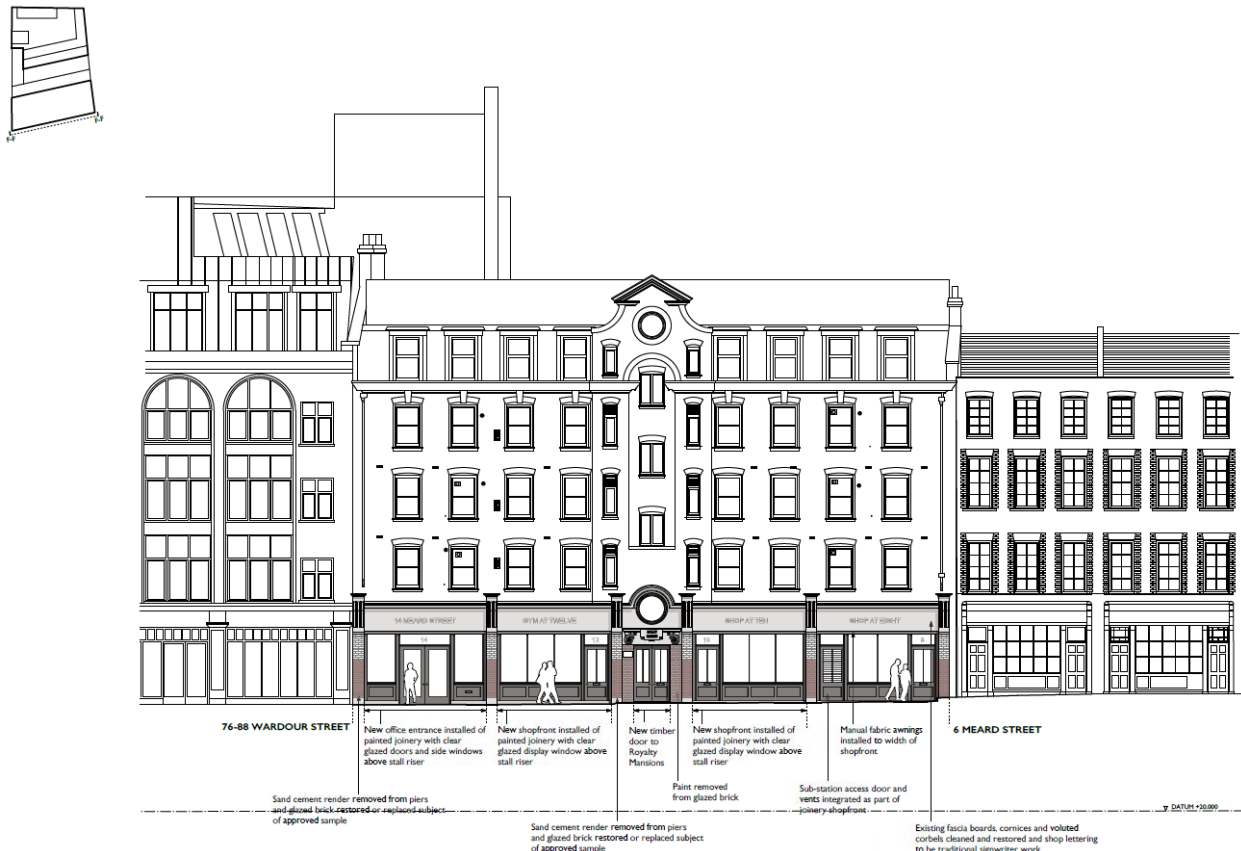 F-F
F-F
14 MEARD STREET
GYM AT TWELVE
SHOP AT TEN
SHOP AT EIGHT
14
12
10
8
76-88 WARDOUR STREET
New office entrance installed of
painted joinery with clear
glazed doors and side windows
above stall riser
New shopfront installed of
painted joinery with clear
glazed display window above
stall riser
New timber
door to
Royalty
Mansions
New shopfront installed of
painted joinery with clear
glazed display window above
stall riser
Manual fabric awnings
installed to width of
shopfront
6 MEARD STREET
Paint removed
from glazed brick
Sub-station access door and
vents integrated as part of
joinery shopfront
Sand cement render removed from piers
and glazed brick restored or replaced subject
of approved sample
DATUM +20.000
Sand cement render removed from piers
and glazed brick restored or replaced subject
of approved sample
Existing fascia boards, cornices and voluted
corbels cleaned and restored and shop lettering
to be traditional signwriter work